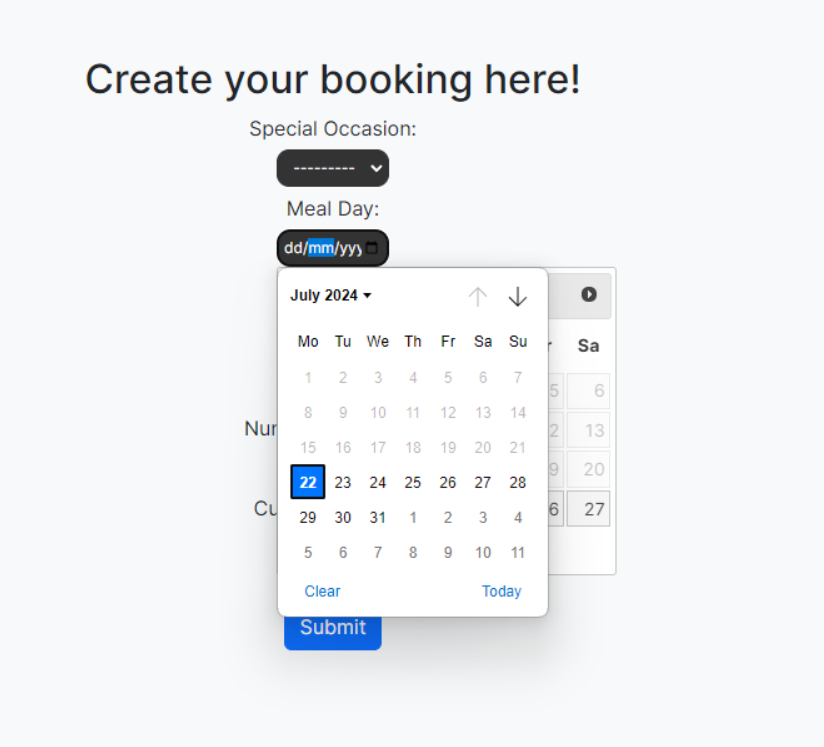 Create your booking here!
Special Occasion:
---------
Meal Day:
dd/mm/yyy
July 2024
Mo Tu We Th Fr Sa Su
Sa
1 2 3 4 5 6 7
5 6
8 9 10 11 12 13 14
Nur
2 13
15 16 17 18 19 20 21
9 20
22 23 24 25 26 27 28
Cu
6 27
29 30 31 1 2 3 4
5 6 7 8 9 10 11
Clear Today
Submit